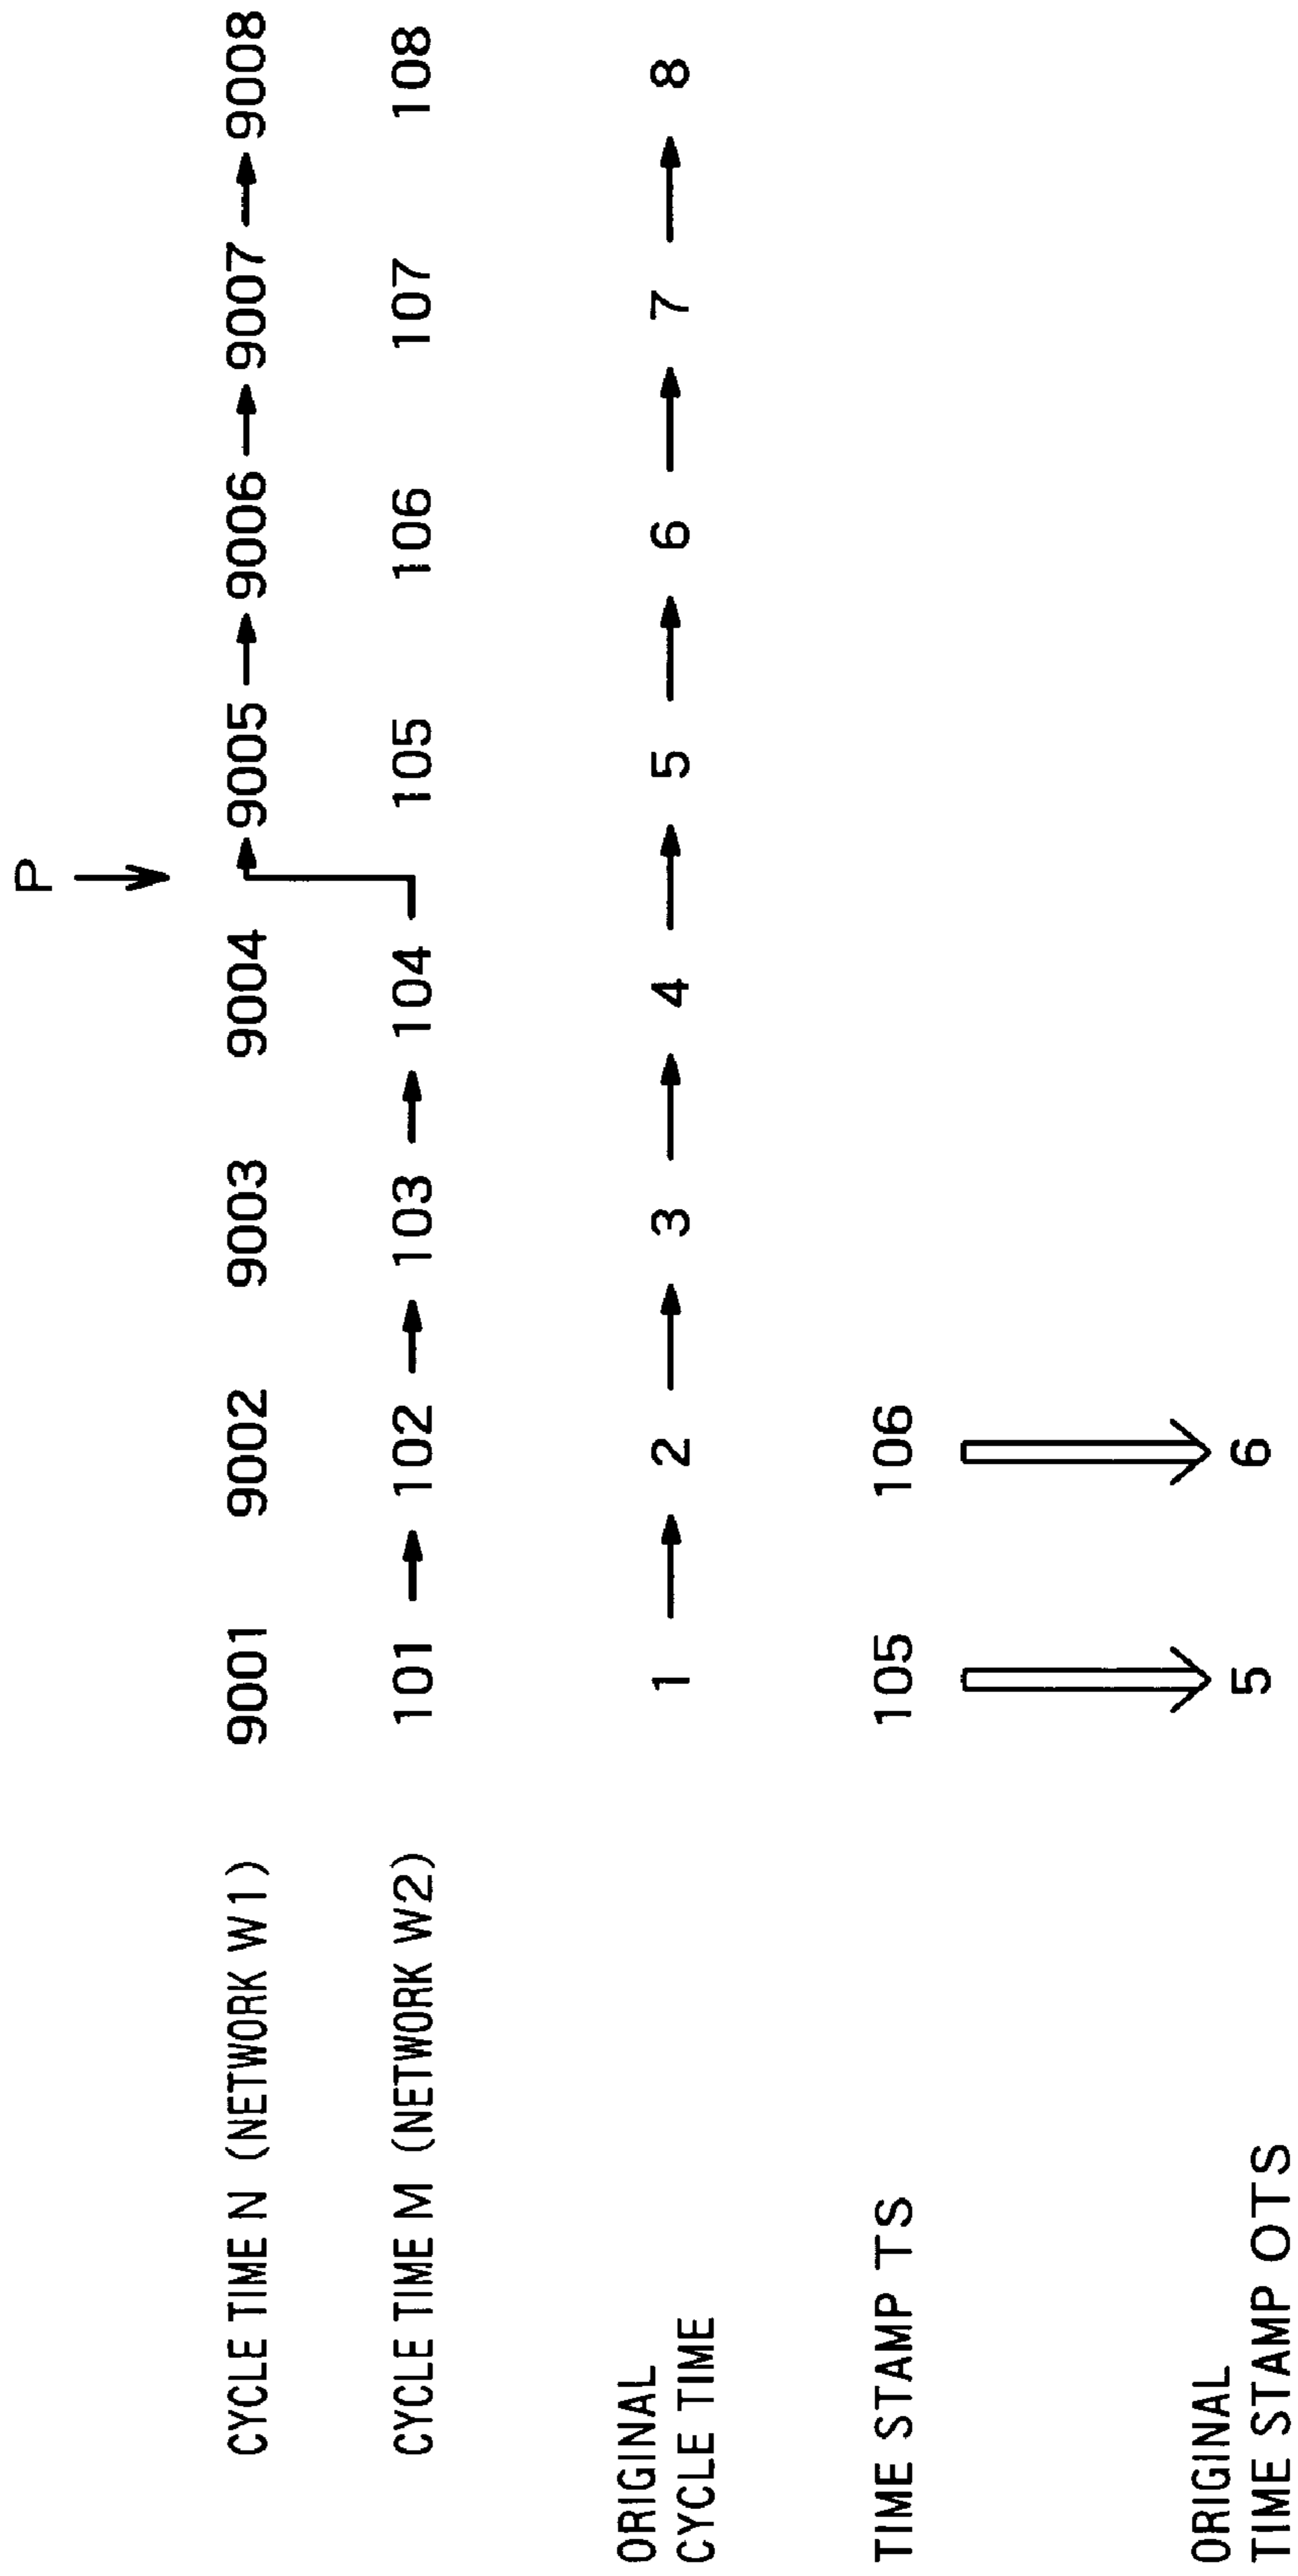 P
CYCLE TIME N (NETWORK W1) 9001 9002 9003 9004 9005 9006 9007 9008
CYCLE TIME M (NETWORK W2) 101 102 103 104 105 106 107 108
ORIGINAL
CYCLE TIME 1 2 3 4 5 6 7 8
TIME STAMP TS 105 106
ORIGINAL
TIME STAMP OTS 5 6